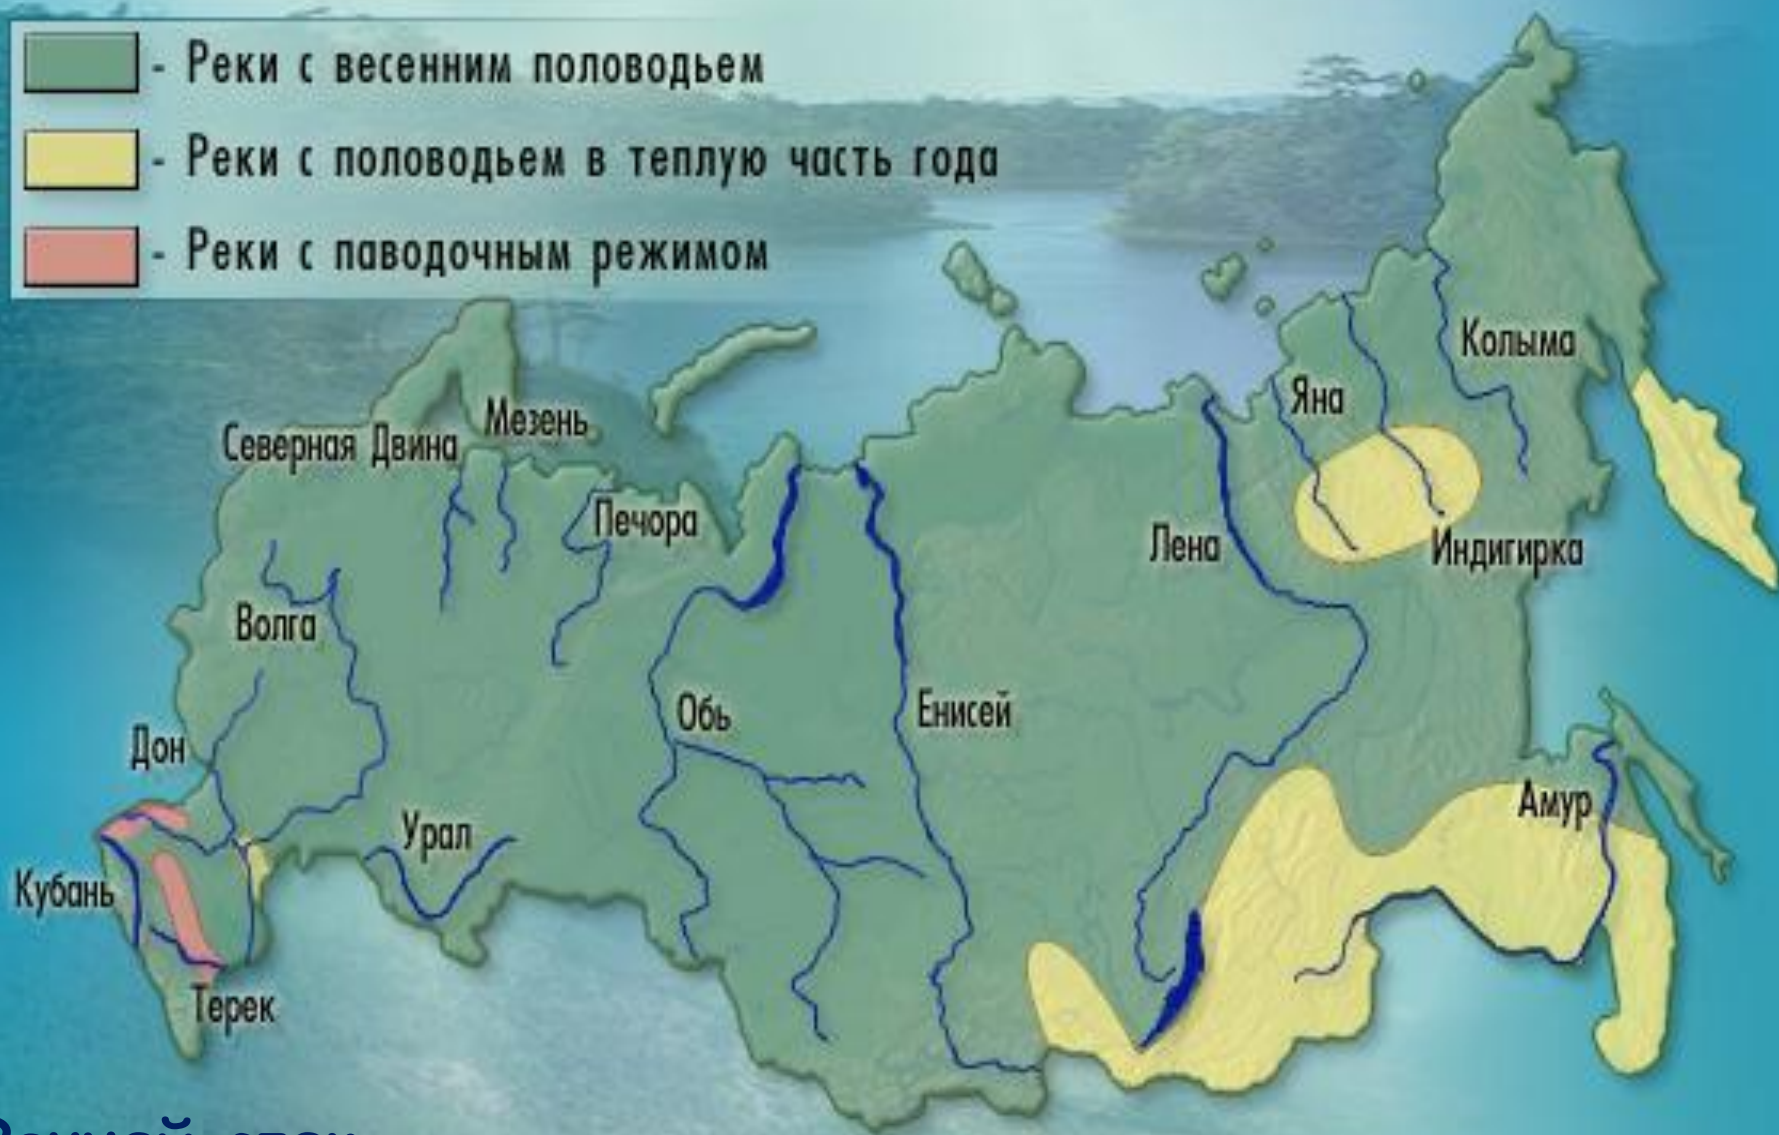 - Реки с весенним половодьем
- Реки с половодьем в теплую часть года
- Реки с паводочным режимом
Колыма
Яна
Мезень
Северная Двина
Печора
Лена
Индигирка
Волга
Обь
Енисей
Дон
Амур
Урал
Кубань
Терек